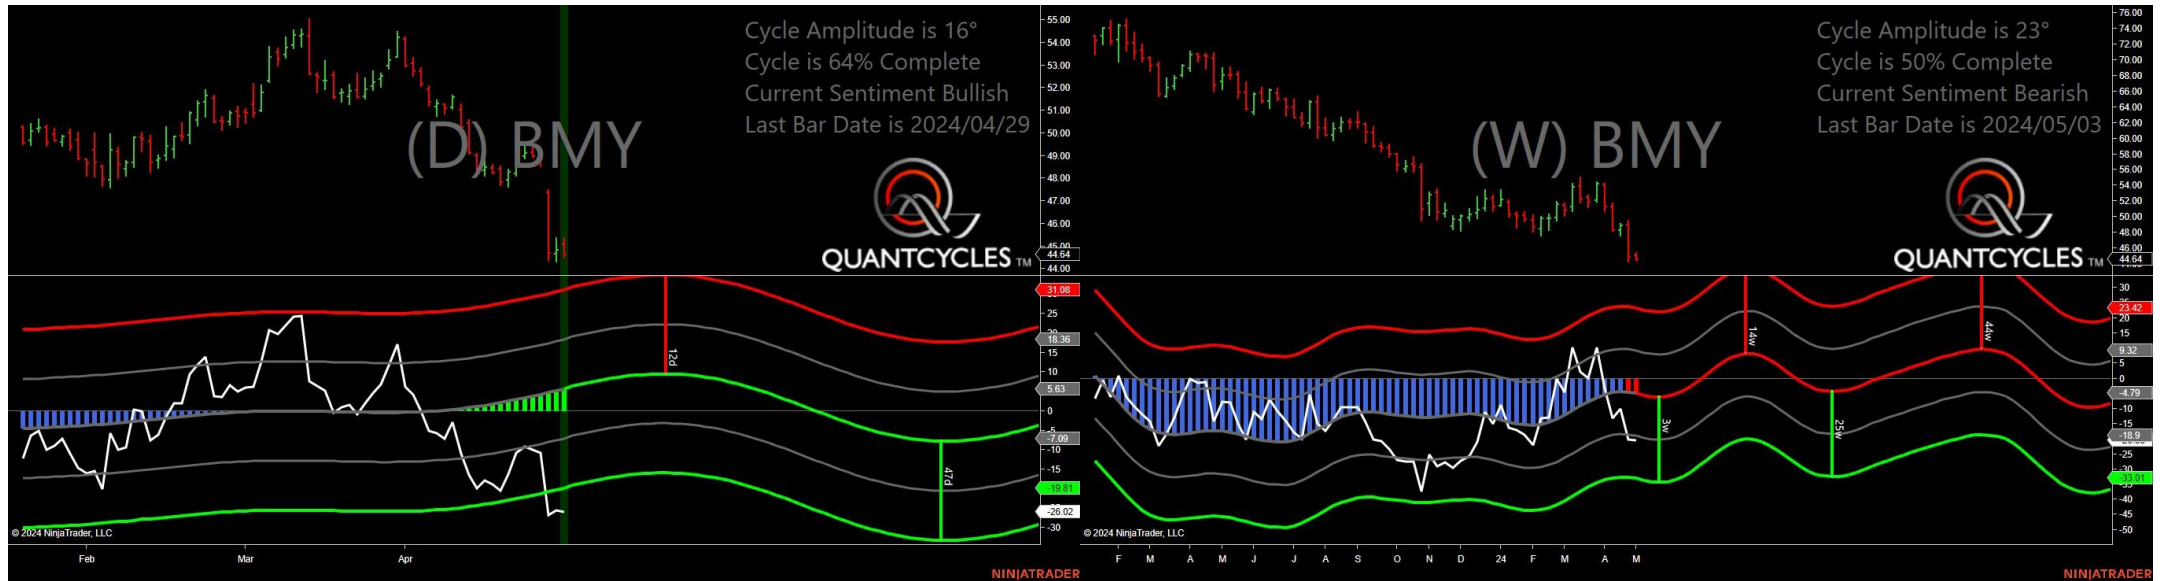 Cycle Amplitude is 16°
Cycle is 64% Complete
Current Sentiment Bullish
Last Bar Date is 2024/04/29
(D) BMY
QUANTCYCLES TM
55.00
54.00
53.00
52.00
51.00
50.00
49.00
48.00
47.00
46.00
45.00
44.64
44.00
31.08
25
18.36
15
10
5.63
0
-5
-7.09
-10
-15
-19.81
-26.02
-30
12d
47d
© 2024 NinjaTrader, LLC
Feb Mar Apr
NINJATRADER
Cycle Amplitude is 23°
Cycle is 50% Complete
Current Sentiment Bearish
Last Bar Date is 2024/05/03
(W) BMY
QUANTCYCLES TM
76.00
74.00
72.00
70.00
68.00
66.00
64.00
62.00
60.00
58.00
56.00
54.00
52.00
50.00
48.00
46.00
44.64
30
25
23.42
20
15
9.32
5
0
-4.79
-10
-15
-18.9
-25
-30
-33.01
-40
-45
-50
3w
14w
25w
44w
© 2024 NinjaTrader, LLC
F M A M J J A S O N D 24 F M A M
NINJATRADER